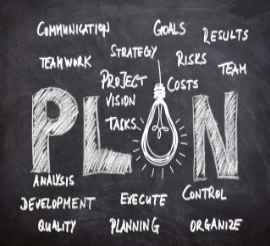 COMMUNICATION
GOALS
RESULTS
STRATEGY
TEAMWORK
RISKS
TEAM
PROJECT
VISION
COSTS
TASKS
PLAN
ANALYSIS
DEVELOPMENT
EXECUTE
CONTROL
QUALITY
PLANNING
ORGANIZE